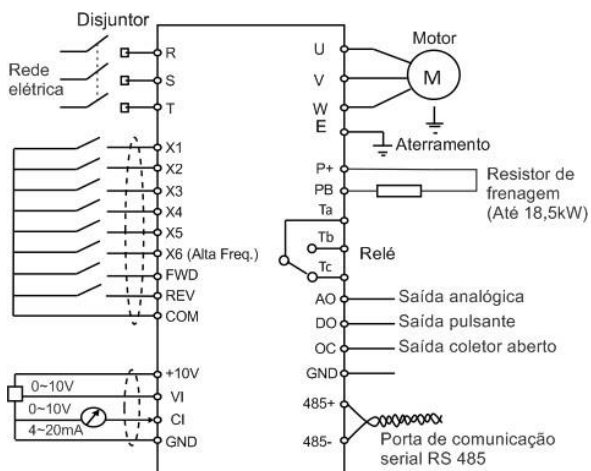 Disjuntor
Rede
elétrica
R
S
T
X1
X2
X3
X4
X5
X6 (Alta Freq.)
FWD
REV
COM
+10V
0~10V
VI
0~10V
CI
4~20mA
GND
U
V
W
E
Motor
M
Aterramento
P+
PB
Resistor de
frenagem
(Até 18,5kW)
Ta
Tb
Tc
Relé
AO
Saída analógica
DO
Saída pulsante
OC
Saída coletor aberto
GND
485+
485-
Porta de comunicação
serial RS 485